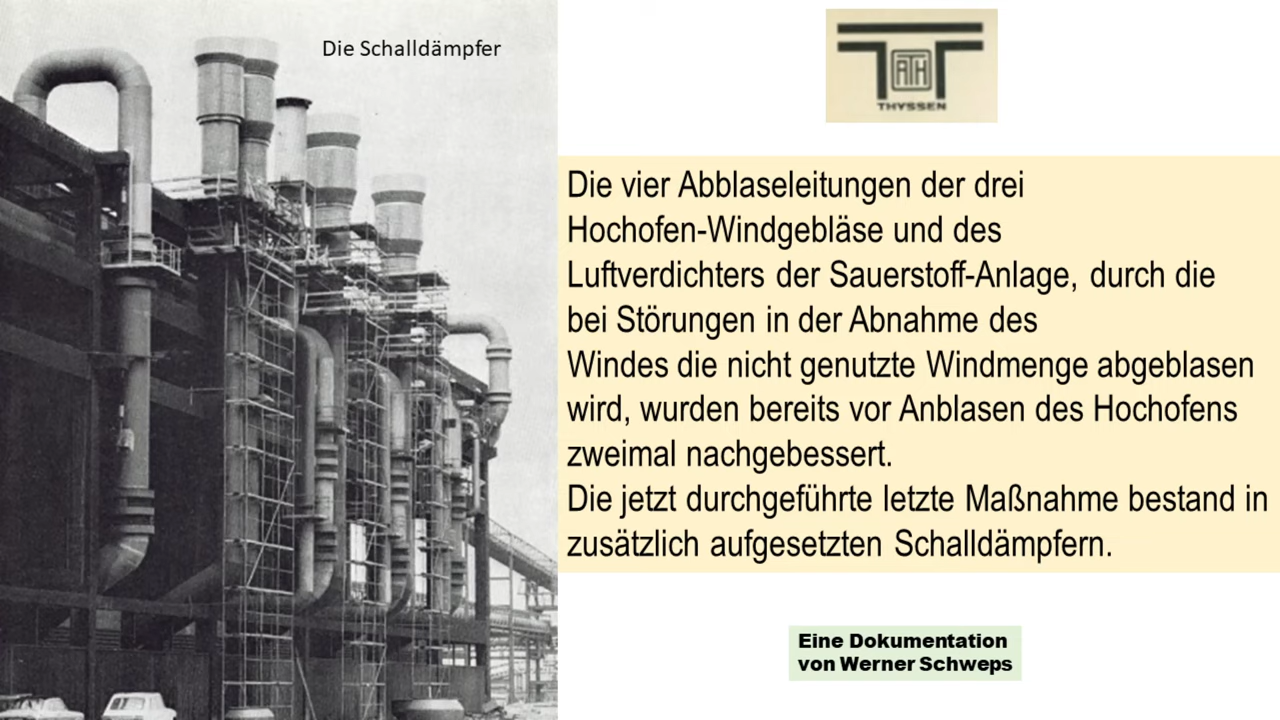 Die Schalldämpfer
ATH
THYSSEN
Die vier Abblaseleitungen der drei
Hochofen-Windgebläse und des
Luftverdichters der Sauerstoff-Anlage, durch die
bei Störungen in der Abnahme des
Windes die nicht genutzte Windmenge abgeblasen
wird, wurden bereits vor Anblasen des Hochofens
zweimal nachgebessert.
Die jetzt durchgeführte letzte Maßnahme bestand in
zusätzlich aufgesetzten Schalldämpfern.
Eine Dokumentation
von Werner Schweps